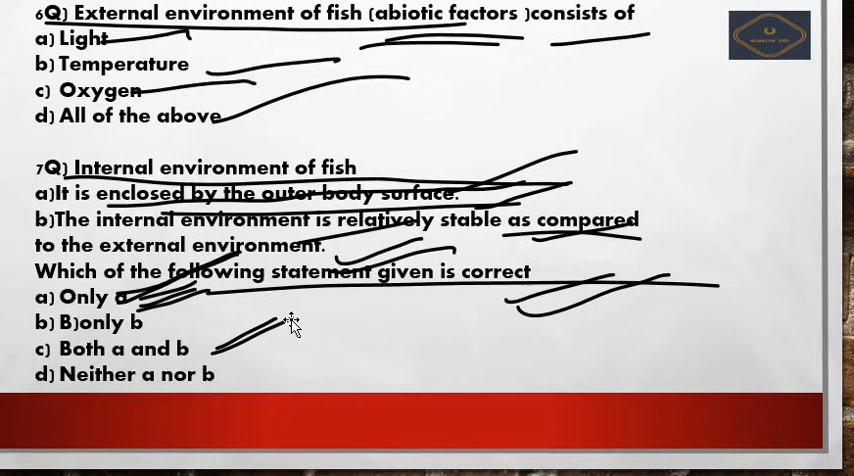 6Q) External environment of fish (abiotic factors )consists of
a) Light
b) Temperature
c) Oxygen
d) All of the above
7Q) Internal environment of fish
a)It is enclosed by the outer body surface.
b)The internal environment is relatively stable as compared
to the external environment.
Which of the following statement given is correct
a) Only a
b) B)only b
c) Both a and b
d) Neither a nor b